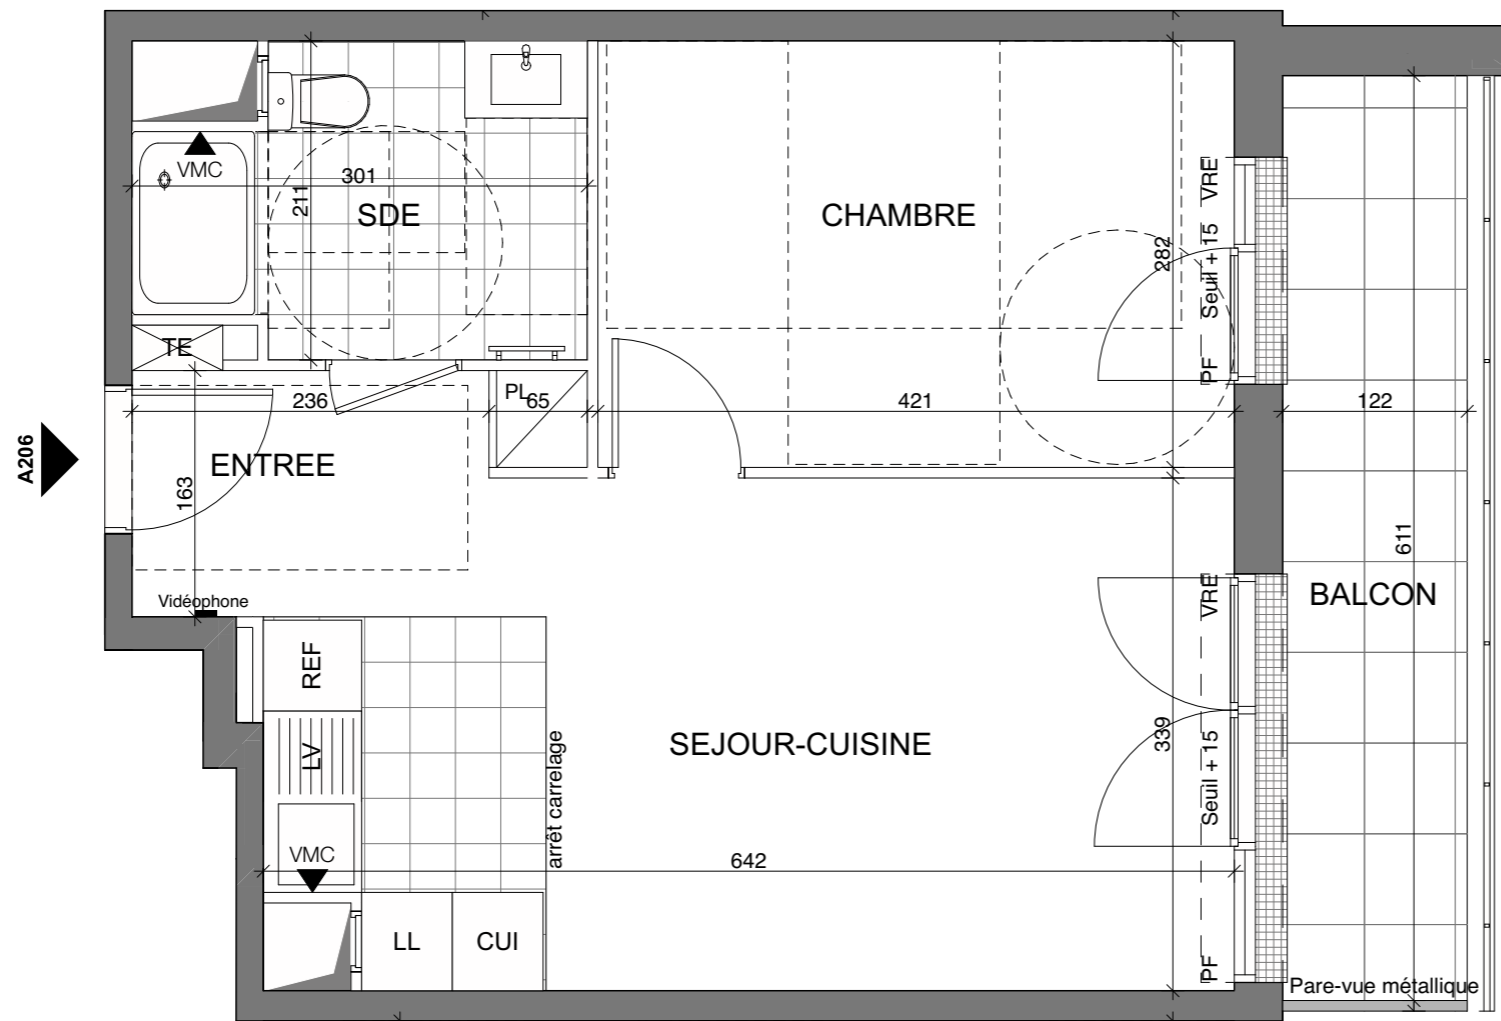 VMC
301
211
SDE
CHAMBRE
282
VRE
Seuil + 15
PF
TE
236
PL
65
421
122
A206
ENTREE
163
Vidéophone
611
BALCON
REF
LV
VMC
LL
CUI
arrêt carrelage
SEJOUR-CUISINE
642
339
VRE
Seuil + 15
PF
Pare-vue métallique